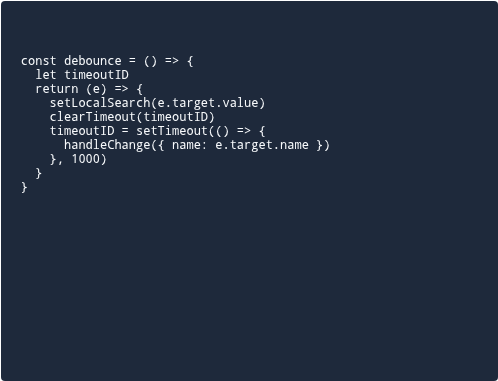 const debounce = () => {
  let timeoutID
  return (e) => {
    setLocalSearch(e.target.value)
    clearTimeout(timeoutID)
    timeoutID = setTimeout(() => {
      handleChange({ name: e.target.name })
    }, 1000)
  }
}